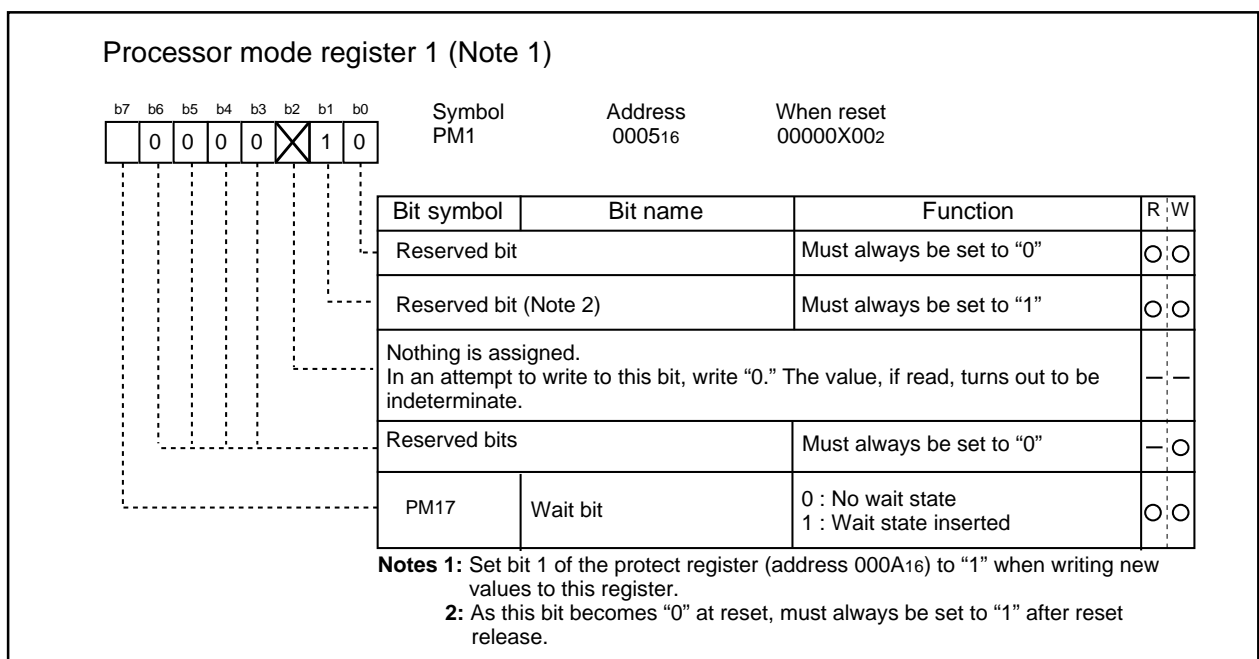 Processor mode register 1 (Note 1)
b7 b6 b5 b4 b3 b2 b1 b0
0 0 0 0 1 0
Symbol Address When reset
PM1 000516 00000X002
Bit symbol Bit name Function R W
Reserved bit Must always be set to “0”
Reserved bit (Note 2) Must always be set to “1”
Nothing is assigned.
In an attempt to write to this bit, write “0.” The value, if read, turns out to be
indeterminate.
Reserved bits Must always be set to “0”
PM17 Wait bit 0 : No wait state
1 : Wait state inserted
Notes 1: Set bit 1 of the protect register (address 000A16) to “1” when writing new
values to this register.
2: As this bit becomes “0” at reset, must always be set to “1” after reset
release.